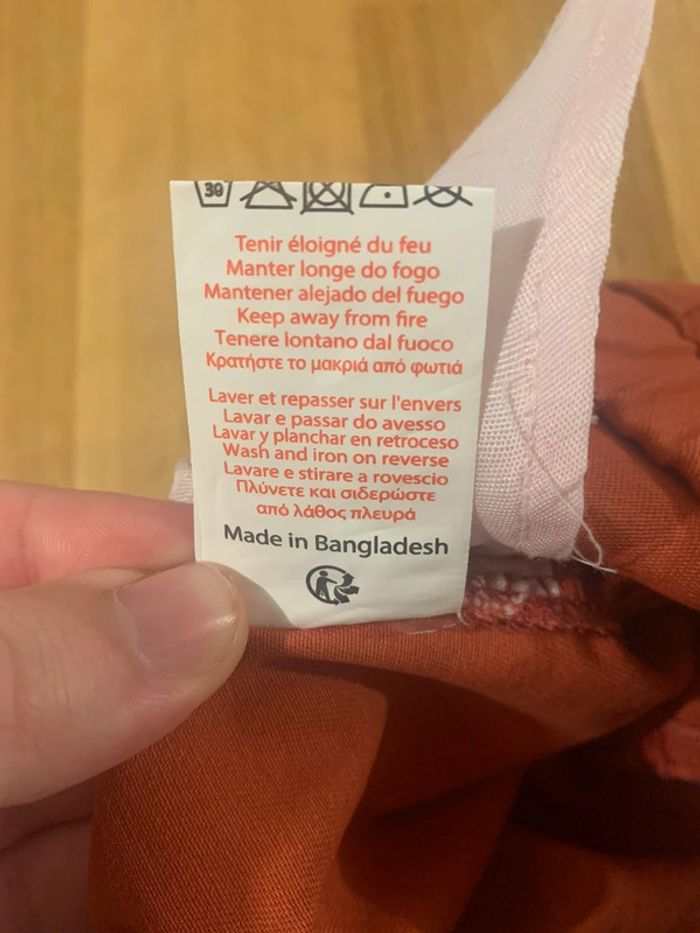 30
Tenir éloigné du feu
Manter longe do fogo
Mantener alejado del fuego
Keep away from fire
Tenere lontano dal fuoco
Κρατήστε το μακριά από φωτιά
Laver et repasser sur l'envers
Lavar e passar do avesso
Lavar y planchar en retroceso
Wash and iron on reverse
Lavare e stirare a rovescio
Πλύνετε και σιδερώστε
από λάθος πλευρά
Made in Bangladesh